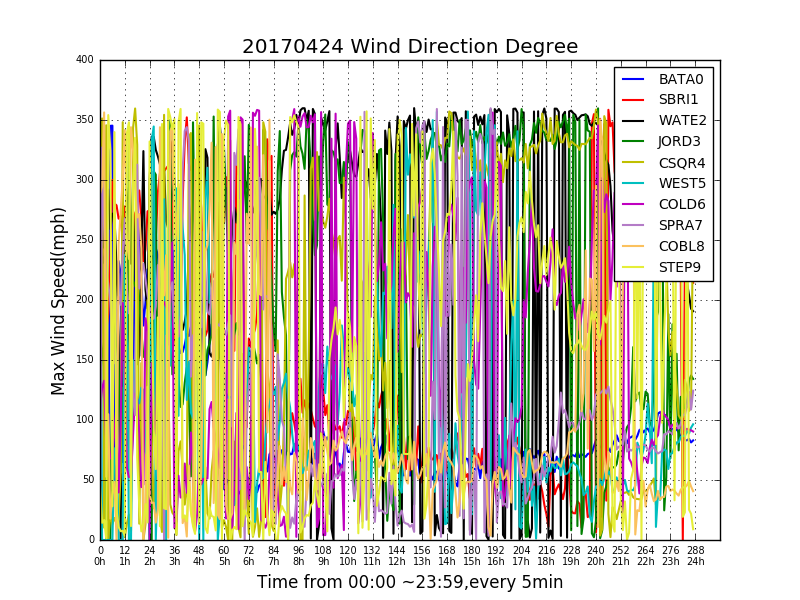 20170424 Wind Direction Degree
Max Wind Speed(mph)
400
350
300
250
200
150
100
50
0
BATA0
SBRI1
WATE2
JORD3
CSQR4
WEST5
COLD6
SPRA7
COBL8
STEP9
0 12 24 36 48 60 72 84 96 108 120 132 144 156 168 180 192 204 216 228 240 252 264 276 288
0h 1h 2h 3h 4h 5h 6h 7h 8h 9h 10h 11h 12h 13h 14h 15h 16h 17h 18h 19h 20h 21h 22h 23h 24h
Time from 00:00 ~23:59,every 5min